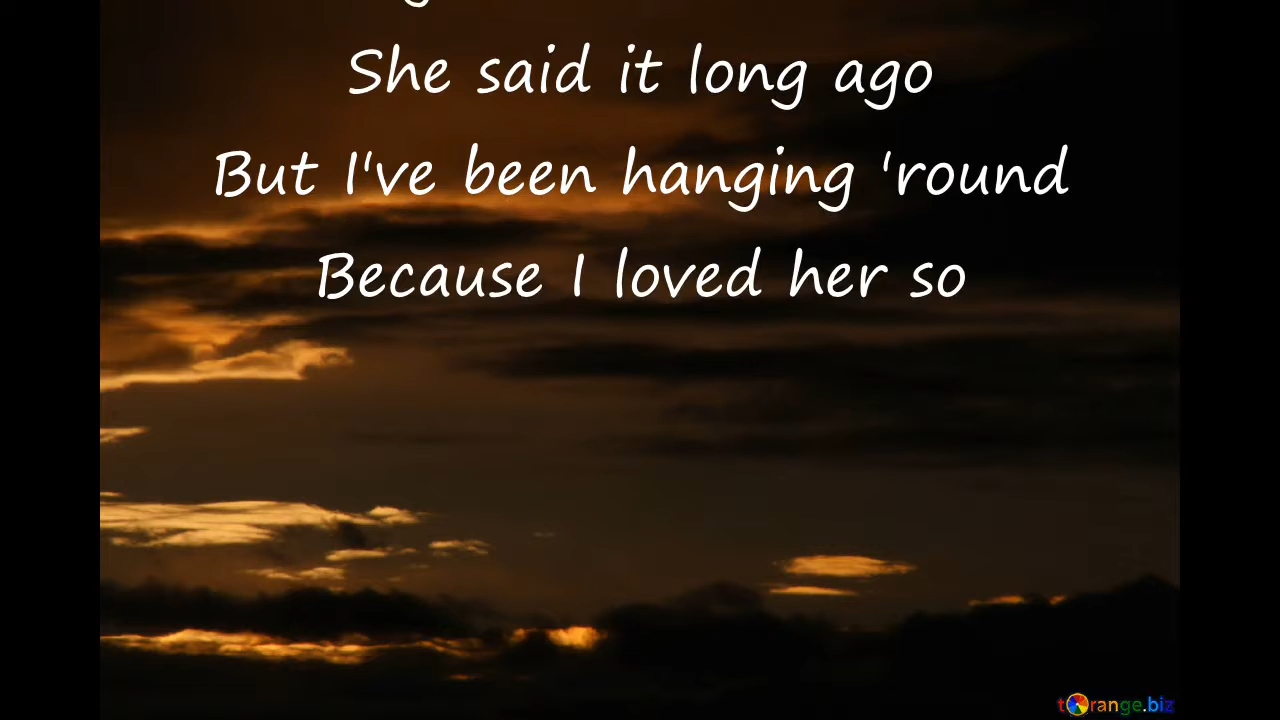 She said it long ago
But I've been hanging 'round
Because I loved her so
torange.biz